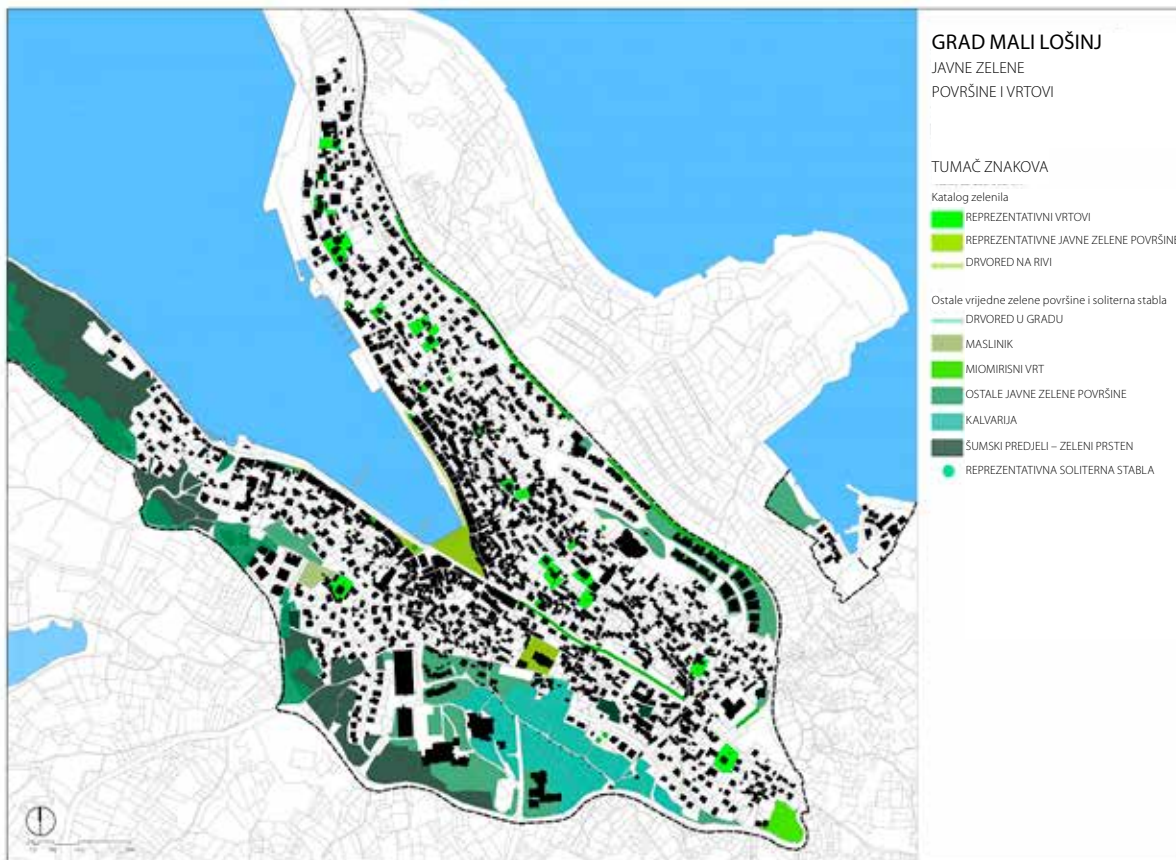 GRAD MALI LOŠINJ
JAVNE ZELENE
POVRŠINE I VRTOVI
TUMAČ ZNAKOVA
Katalog zelenila
REPREZENTATIVNI VRTOVI
REPREZENTATIVNE JAVNE ZELENE POVRŠINE
DRVORED NA RIVI
Ostale vrijedne zelene površine i soliterna stabla
DRVORED U GRADU
MASLINIK
MIOMIRISNI VRT
OSTALE JAVNE ZELENE POVRŠINE
KALVARIJA
ŠUMSKI PREDJELI – ZELENI PRSTEN
REPREZENTATIVNA SOLITERNA STABLA